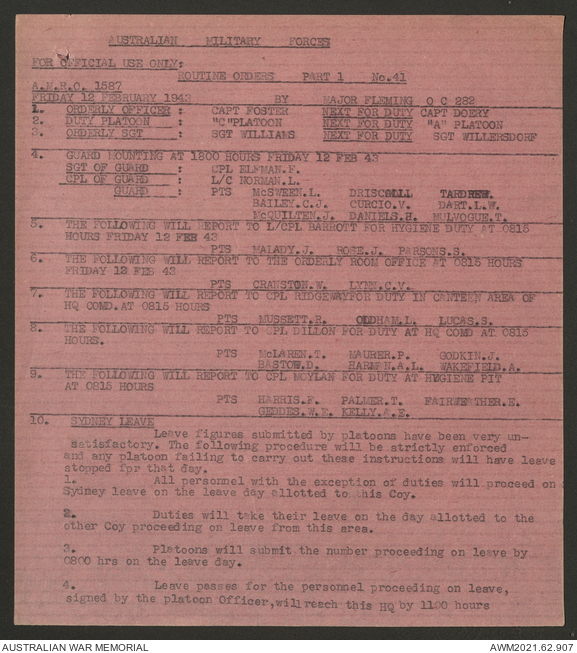 AUSTRALIAN MILITARY FORCES
FOR OFFICIAL USE ONLY:
ROUTINE ORDERS PART 1 No.41
A.M.R.O. 1587
FRIDAY 12 FEBRUARY 1943 BY MAJOR FLEMING O C 282
1. ORDERLY OFFICER : CAPT FOSTER NEXT FOR DUTY CAPT DOERY
2. DUTY PLATOON : "C"PLATOON NEXT FOR DUTY "A" PLATOON
3. ORDERLY SGT : SGT WILLIAMS NEXT FOR DUTY SGT WILLERSDORF
4. GUARD MOUNTING AT 1800 HOURS FRIDAY 12 FEB 43
SGT OF GUARD : CPL ELFMAN.F.
CPL OF GUARD : L/C NORMAN.L.
GUARD : PTS McSWEEN.L. DRISCOLL TARDREW.
BAILEY.C.J. CURCIO.V. DART.L.W.
McQUILTEN.J. DANIELS.H. MULVOGUE.T.
5. THE FOLLOWING WILL REPORT TO L/CPL BARROTT FOR HYGIENE DUTY AT 0815
HOURS FRIDAY 12 FEB 43
PTS MALADY.J. ROSE.J. PARSONS.S.
6. THE FOLLOWING WILL REPORT TO THE ORDERLY ROOM OFFICE AT 0815 HOURS
FRIDAY 12 FEB 43
PTS CRANSTON.W. LYNN.C.V.
7. THE FOLLOWING WILL REPORT TO CPL RIDGEWAYFOR DUTY IN CANTEEN AREA OF
HQ COMD.AT 0815 HOURS
PTS MUSSETT.R. OLDHAM.L. LUCAS.S.
8. THE FOLLOWING WILL REPORT TO CPL DILLON FOR DUTY AT HQ COMD AT 0815
HOURS.
PTS McLAREN.T. MAURER.P. GODKIN.J.
BASTOW.D. HARMAN.A.L. WAKEFIELD.A.
9. THE FOLLOWING WILL REPORT TO CPL MOYLAN FOR DUTY AT HYGIENE PIT
AT 0815 HOURS
PTS HARRIS.F. PALMER.T. FAIRWEATHER.E.
GEDDES.W.E. KELLY.A.E.
10. SYDNEY LEAVE
Leave figures submitted by platoons have been very un-
satisfactory. The following procedure will be strictly enforced
and any platoon failing to carry out these instructions will have leave
stopped fpr that day.
1. All personnel with the exception of duties will proceed on
Sydney leave on the leave day allotted to this Coy.
2. Duties will take their leave on the day allotted to the
other Coy proceeding on leave from this area.
3. Platoons will submit the number proceeding on leave by
0800 hrs on the leave day.
4. Leave passes for the personnel proceeding on leave,
signed by the platoon Officer,will reach this HQ by 1100 hours
AUSTRALIAN WAR MEMORIAL AWM2021.62.907